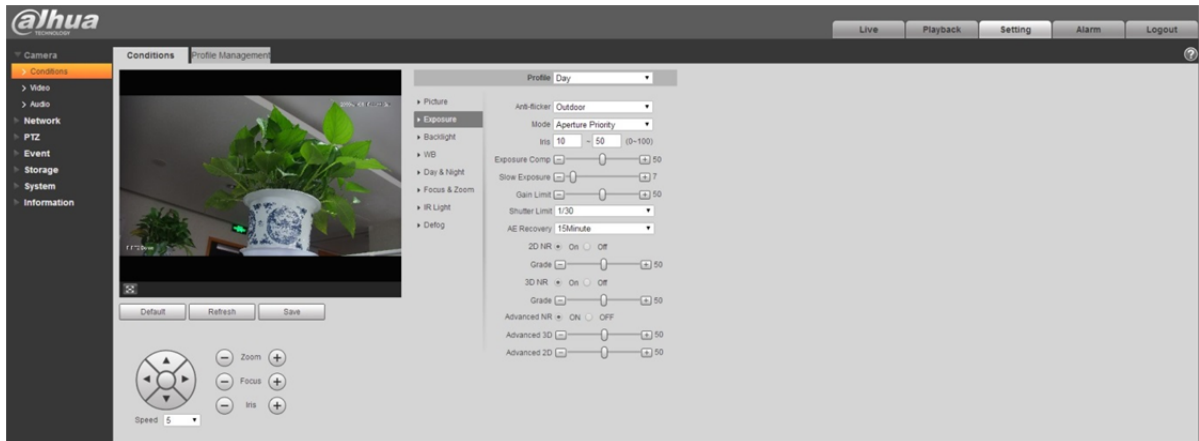 alhua
TECHNOLOGY
Live
Playback
Setting
Alarm
Logout
Camera
Conditions
Video
Audio
Network
PTZ
Event
Storage
System
Information
Conditions
Profile Management
Default
Refresh
Save
Zoom
Focus
Iris
Speed 5
Profile Day
Picture
Exposure
Backlight
WB
Day & Night
Focus & Zoom
IR Light
Defog
Anti-flicker Outdoor
Mode Aperture Priority
Iris 10 ~ 50 (0~100)
Exposure Comp 50
Slow Exposure 7
Gain Limit 50
Shutter Limit 1/30
AE Recovery 15Minute
2D NR On Off
Grade 50
3D NR On Off
Grade 50
Advanced NR ON OFF
Advanced 3D 50
Advanced 2D 50